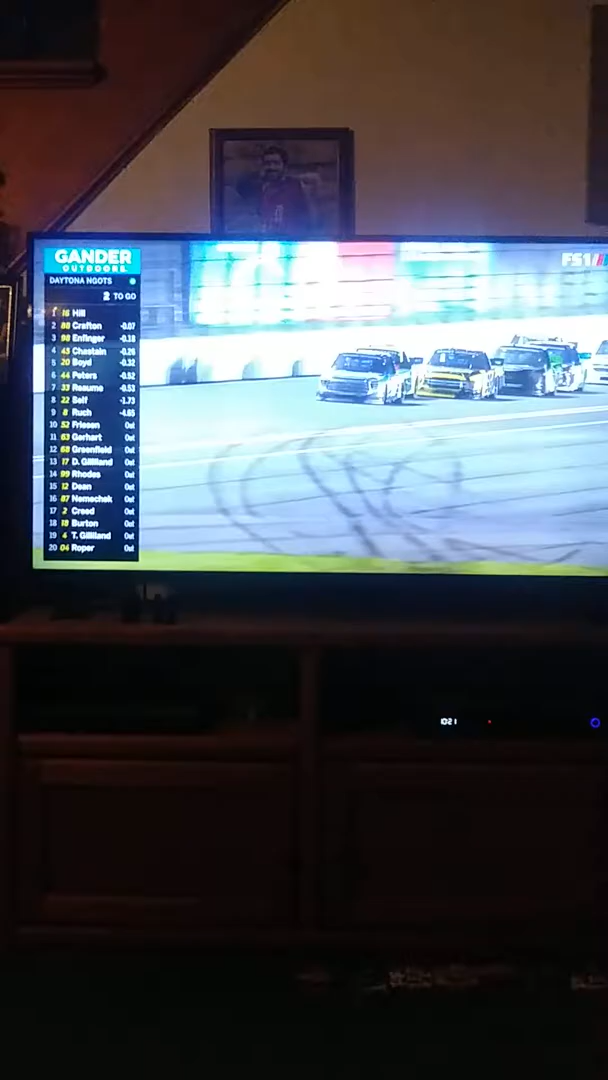 GANDER
OUTDOORS
DAYTONA NGOTS
2 TO GO
1 16 Hill
2 88 Crafton -0.07
3 98 Enfinger -0.18
4 45 Chastain -0.26
5 20 Boyd -0.32
6 44 Peters -0.52
7 33 Reaume -0.53
8 22 Self -1.73
9 8 Ruch -4.65
10 52 Friesen Out
11 63 Gerhart Out
12 68 Greenfield Out
13 17 D. Gilliland Out
14 99 Rhodes Out
15 12 Dean Out
16 87 Nemechek Out
17 2 Creed Out
18 18 Burton Out
19 4 T. Gilliland Out
20 04 Roper Out
FS1
10:21